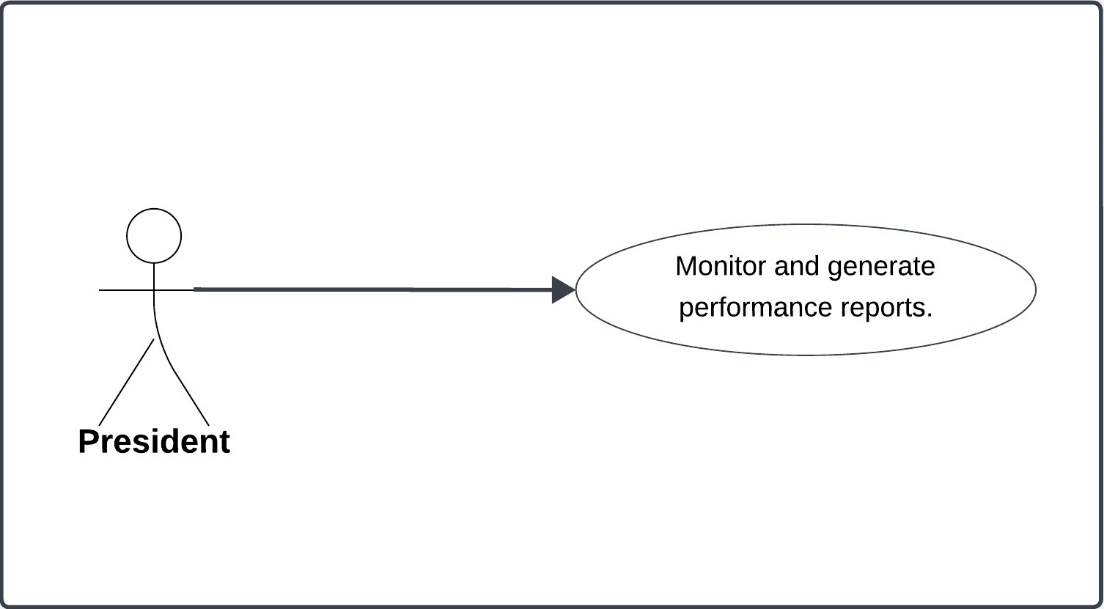 Monitor and generate
performance reports.
President